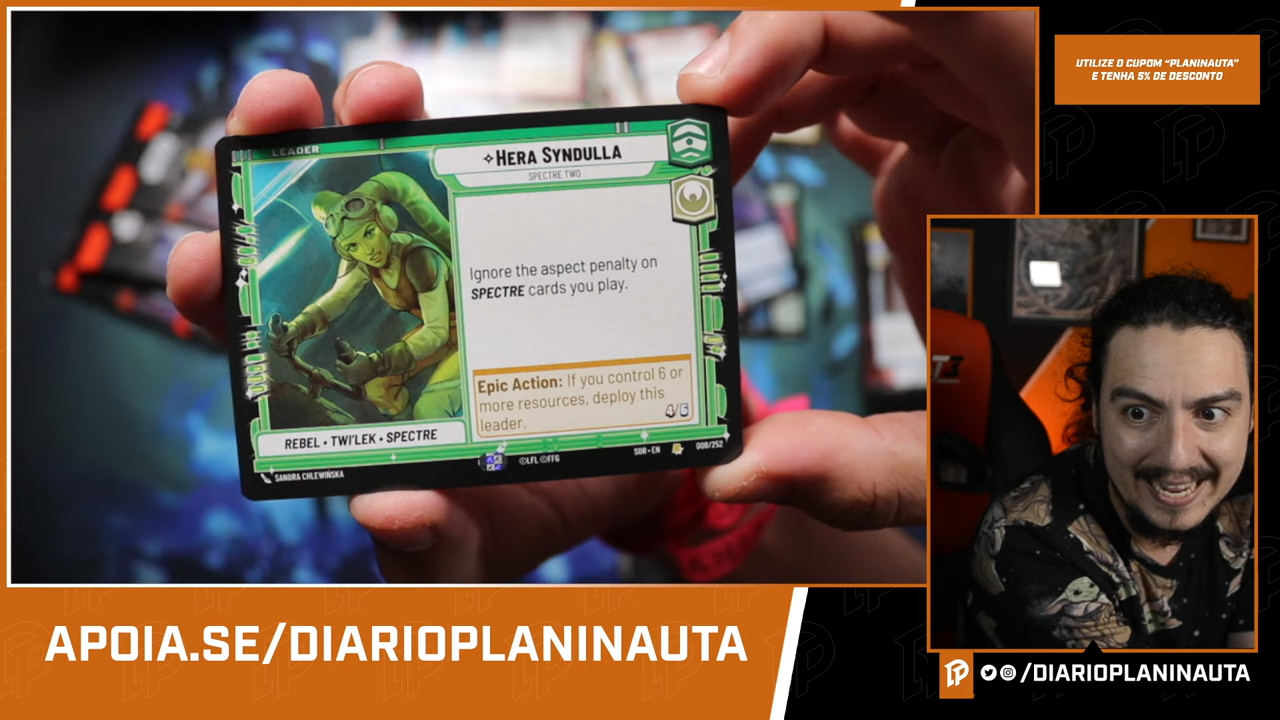 LEADER
HERA SYNDULLA
SPECTRE TWO
Ignore the aspect penalty on
SPECTRE cards you play.
Epic Action: If you control 6 or
more resources, deploy this
leader.
4/6
REBEL • TWI'LEK • SPECTRE
SANDRA CHLEWIŃSKA
©LFL ©FFG
SOR • EN
008/252
UTILIZE O CUPOM “PLANINAUTA”
E TENHA 5% DE DESCONTO
APOIA.SE/DIARIOPLANINAUTA
/DIARIOPLANINAUTA